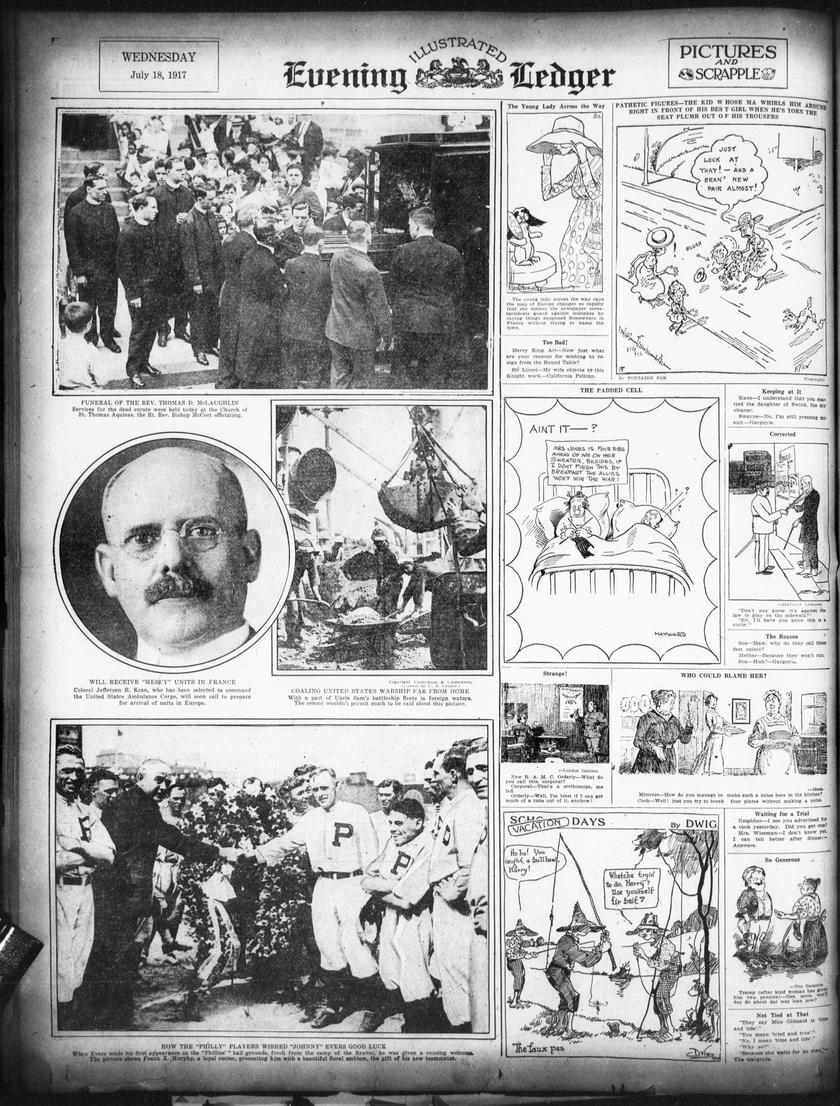 WEDNESDAY
July 18, 1917
ILLUSTRATED
Evening Ledger
PICTURES
AND
SCRAPPLE
FUNERAL OF THE REV. THOMAS D. McLAUGHLIN
Services for the dead curate were held today at the Church of
St. Thomas Aquinas, the Rt. Rev. Bishop McCort officiating.
WILL RECEIVE "MERCY" UNITS IN FRANCE
Colonel Jefferson R. Kean, who has been selected to command
the United States Ambulance Corps, will soon sail to prepare
for arrival of units in Europe.
Copyright Underwood & Underwood,
COALING UNITED STATES WARSHIP FAR FROM HOME
With a part of Uncle Sam's battleship fleets in foreign waters.
The censor wouldn't permit much to be said about this picture.
P
P
HOW THE "PHILLY" PLAYERS WISHED "JOHNNY" EVERS GOOD LUCK
When Evers made his first appearance on the "Phillies'" ball grounds, fresh from the camp of the Braves, he was given a rousing welcome.
The picture shows Frank X. Murphy, a loyal rooter, presenting him with a beautiful floral emblem, the gift of his new teammates.
The Young Lady Across the Way
The young lady across the way says
the map of Europe changes so rapidly
that she notices the newspaper corre-
spondents guard against mistakes by
saying things happened Somewhere in
France without trying to name the
town.
Too Bad!
Merry King Art—Now just what
are your reasons for wishing to re-
sign from the Round Table?
Sir Lionel—My wife objects to this
Knight work.—California Pelican.
PATHETIC FIGURES—THE KID WHOSE MA WHIRLS HIM AROUND
RIGHT IN FRONT OF HIS BEST GIRL WHEN HE'S TORN THE
SEAT PLUMB OUT OF HIS TROUSERS
JUST
LOOK AT
THAT!—AND A
BRAN' NEW
PAIR ALMOST!
BLUSH
By FONTAINE FOX
(Copyright)
THE PADDED CELL
AIN'T IT—?
MRS JONES IS FOUR RIBS
AHEAD OF ME ON HER
SWEATER, BESIDES, IF
I DON'T FINISH THIS BY
BREAKFAST THE ALLIES
WON'T WIN THE WAR!
HAYWARD
Keeping at It
Kane—I understand that you mar-
ried the daughter of Swink, the dry
cleaner.
Swayne—No, I'm still pressing my
suit.—Gargoyle.
Corrected
—Harvard Lampoon.
"Don't you know it's against the
law to play on the sidewalk?"
"Sir, I'll have you know this is a
violin!"
The Reason
Son—Maw, why do they call them
fast colors?
Mother—Because they won't run.
Son—Huh?—Gargoyle.
Strange!
—London Opinion.
New R. A. M. C. Orderly—What do
you call this, corporal?
Corporal—That's a stethoscope, me
lad.
Orderly—Well, I'm blest if I can get
much of a tune out of it, anyhow!
WHO COULD BLAME HER?
Mistress—How do you manage to make such a noise here in the kitchen?
Cook—Well! just you try to break four plates without making a noise.
SCHOOL DAYS
VACATION
By DWIG
Ho ho! You
caught a bullhead
Harry!
Whatcha tryin'
to do, Harry?
Use yourself
fir bait?
The faux pas
DWIG
Waiting for a Trial
Neighbor—I see you advertised for
a cook yesterday. Did you get one?
Mrs. Wiseman—I don't know yet.
I can tell better after dinner.—
Answers.
So Generous
Tramp (after kind woman has given
him two pennies)—Gee, mum, won't
dey do about dat war loan now?
Not Tied at That
"They say Miss Oldmaid is 'time
and tide.'"
"You mean 'tried and true.'"
"No, I mean 'time and tide.'"
"Why so?"
"Because she waits for no man."—
The Gargoyle.